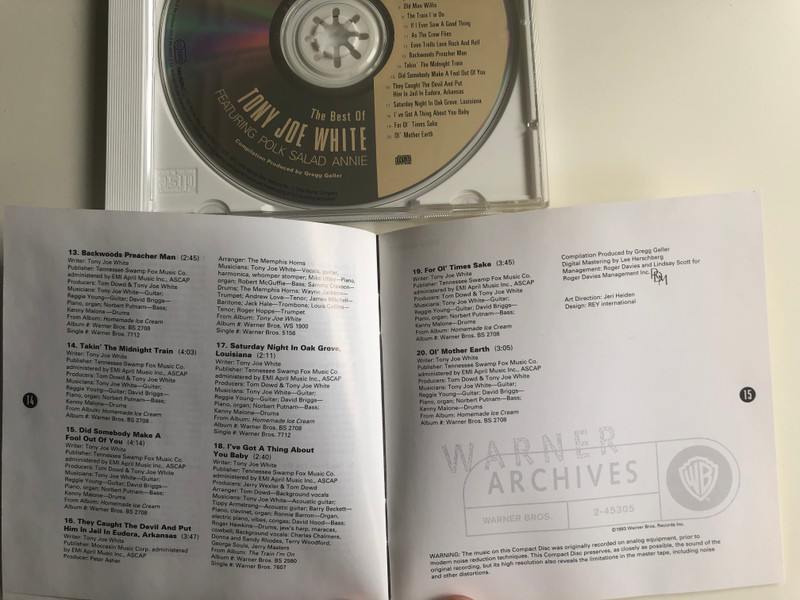 Old Man Willis
The Train I'm On
If I Ever Saw A Good Thing
As The Crow Flies
Even Trolls Love Rock And Roll
Backwoods Preacher Man
Takin' The Midnight Train
Did Somebody Make A Fool Out Of You
They Caught The Devil And Put
Him In Jail In Eudora, Arkansas
Saturday Night In Oak Grove, Louisiana
I've Got A Thing About You Baby
For Ol' Times Sake
Ol' Mother Earth
The Best Of
TONY JOE WHITE
FEATURING POLK SALAD ANNIE
Compilation Produced by Gregg Geller
13. Backwoods Preacher Man (2:45)
Writer: Tony Joe White
Publisher: Tennessee Swamp Fox Music Co.
administered by EMI April Music Inc., ASCAP
Producers: Tom Dowd & Tony Joe White
Musicians: Tony Joe White—Guitar;
Reggie Young—Guitar; David Briggs—
Piano, organ; Norbert Putnam—Bass;
Kenny Malone—Drums
From Album: Homemade Ice Cream
Album #: Warner Bros. BS 2708
Single #: Warner Bros. 7712
14. Takin' The Midnight Train (4:03)
Writer: Tony Joe White
Publisher: Tennessee Swamp Fox Music Co.
administered by EMI April Music Inc., ASCAP
Producers: Tom Dowd & Tony Joe White
Musicians: Tony Joe White—Guitar;
Reggie Young—Guitar; David Briggs—
Piano, organ; Norbert Putnam—Bass;
Kenny Malone—Drums
From Album: Homemade Ice Cream
Album #: Warner Bros. BS 2708
15. Did Somebody Make A
Fool Out Of You (4:14)
Writer: Tony Joe White
Publisher: Tennessee Swamp Fox Music Co.
administered by EMI April Music Inc., ASCAP
Producers: Tom Dowd & Tony Joe White
Musicians: Tony Joe White—Guitar;
Reggie Young—Guitar; David Briggs—
Piano, organ; Norbert Putnam—Bass;
Kenny Malone—Drums
From Album: Homemade Ice Cream
Album #: Warner Bros. BS 2708
16. They Caught The Devil And Put
Him In Jail In Eudora, Arkansas (3:47)
Writer: Tony Joe White
Publisher: Moccasin Music Corp. administered
by EMI April Music Inc., ASCAP
Producer: Peter Asher
Arranger: The Memphis Horns
Musicians: Tony Joe White—Vocals, guitar,
harmonica, whomper stomper; Mike Utley—Piano,
organ; Robert McGuffie—Bass; Sammy Creason—
Drums; The Memphis Horns: Wayne Jackson—
Trumpet; Andrew Love—Tenor; James Mitchell—
Baritone; Jack Hale—Trombone; Louis Collins—
Tenor; Roger Hopps—Trumpet
From Album: Tony Joe White
Album #: Warner Bros. WS 1900
Single #: Warner Bros. 5156
17. Saturday Night In Oak Grove,
Louisiana (2:11)
Writer: Tony Joe White
Publisher: Tennessee Swamp Fox Music Co.
administered by EMI April Music Inc., ASCAP
Producers: Tom Dowd & Tony Joe White
Musicians: Tony Joe White—Guitar;
Reggie Young—Guitar; David Briggs—
Piano, organ; Norbert Putnam—Bass;
Kenny Malone—Drums
From Album: Homemade Ice Cream
Album #: Warner Bros. BS 2708
Single #: Warner Bros. 7712
18. I've Got A Thing About
You Baby (2:40)
Writer: Tony Joe White
Publisher: Tennessee Swamp Fox Music Co.
administered by EMI April Music Inc., ASCAP
Producers: Jerry Wexler & Tom Dowd
Arranger: Tom Dowd—Background vocals
Musicians: Tony Joe White—Acoustic guitar;
Tippy Armstrong—Acoustic guitar; Barry Beckett—
Piano, clavinet, organ; Ronnie Barron—Organ,
electric piano, vibes, congas; David Hood—Bass;
Roger Hawkins—Drums, jew's harp, maracas,
cowbell; Background vocals: Charles Chalmers,
Donna and Sandy Rhodes, Terry Woodford,
George Soule, Jerry Masters
From Album: The Train I'm On
Album #: Warner Bros. BS 2580
Single #: Warner Bros. 7607
14
19. For Ol' Times Sake (3:45)
Writer: Tony Joe White
Publisher: Tennessee Swamp Fox Music Co.
administered by EMI April Music Inc., ASCAP
Producers: Tom Dowd & Tony Joe White
Musicians: Tony Joe White—Guitar;
Reggie Young—Guitar; David Briggs—
Piano, organ; Norbert Putnam—Bass;
Kenny Malone—Drums
From Album: Homemade Ice Cream
Album #: Warner Bros. BS 2708
20. Ol' Mother Earth (3:05)
Writer: Tony Joe White
Publisher: Tennessee Swamp Fox Music Co.
administered by EMI April Music Inc., ASCAP
Producers: Tom Dowd & Tony Joe White
Musicians: Tony Joe White—Guitar;
Reggie Young—Guitar; David Briggs—
Piano, organ; Norbert Putnam—Bass;
Kenny Malone—Drums
From Album: Homemade Ice Cream
Album #: Warner Bros. BS 2708
Compilation Produced by Gregg Geller
Digital Mastering by Lee Herschberg
Management: Roger Davies and Lindsay Scott for
Roger Davies Management Inc.
Art Direction: Jeri Heiden
Design: REY International
15
WARNER
ARCHIVES
WARNER BROS.
2-45305
WB
©1993 Warner Bros. Records Inc.
WARNING: The music on this Compact Disc was originally recorded on analog equipment, prior to
modern noise reduction techniques. This Compact Disc preserves, as closely as possible, the sound of the
original recording, but its high resolution also reveals the limitations in the master tape, including noise
and other distortions.